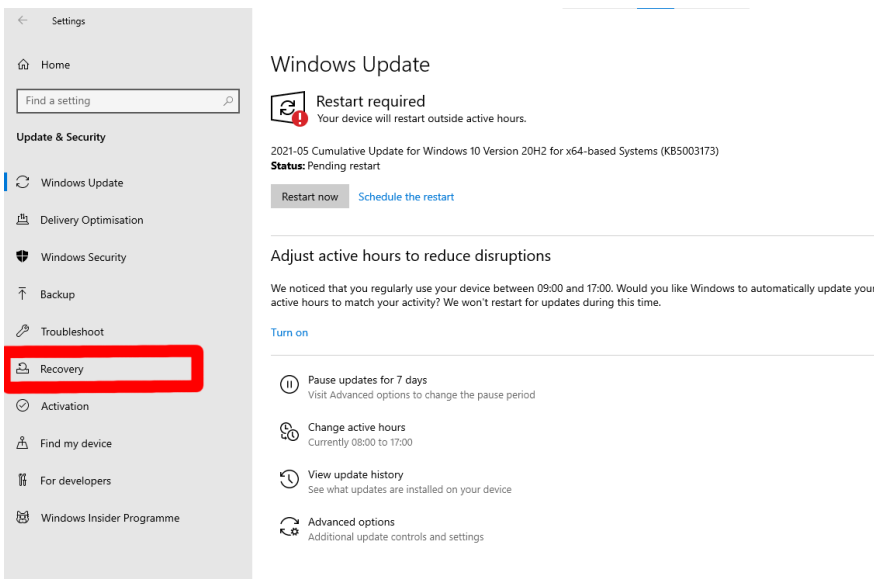 Settings
Home
Find a setting
Update & Security
Windows Update
Delivery Optimisation
Windows Security
Backup
Troubleshoot
Recovery
Activation
Find my device
For developers
Windows Insider Programme
Windows Update
Restart required
Your device will restart outside active hours.
2021-05 Cumulative Update for Windows 10 Version 20H2 for x64-based Systems (KB5003173)
Status: Pending restart
Restart now Schedule the restart
Adjust active hours to reduce disruptions
We noticed that you regularly use your device between 09:00 and 17:00. Would you like Windows to automatically update your
active hours to match your activity? We won't restart for updates during this time.
Turn on
Pause updates for 7 days
Visit Advanced options to change the pause period
Change active hours
Currently 08:00 to 17:00
View update history
See what updates are installed on your device
Advanced options
Additional update controls and settings